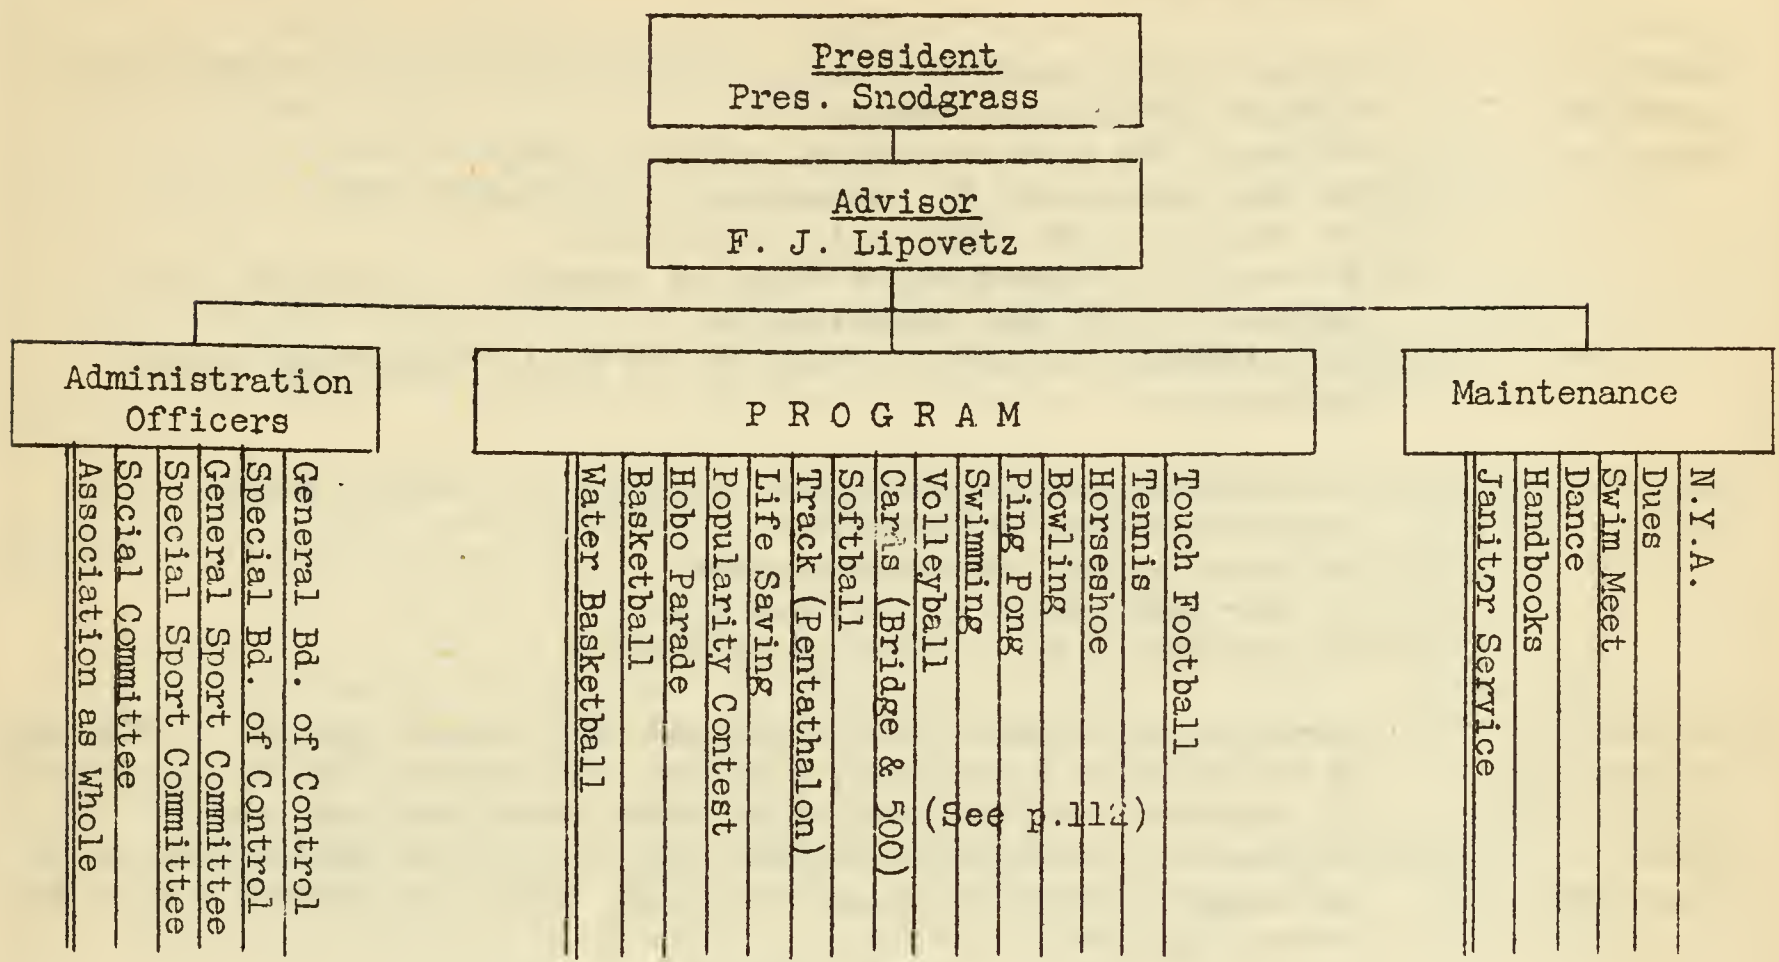 President
Pres. Snodgrass
Advisor
F. J. Lipovetz
Administration
Officers
General Bd. of Control
Special Bd. of Control
General Sport Committee
Special Sport Committee
Social Committee
Association as Whole
P R O G R A M
Touch Football
Tennis
Horseshoe
Bowling
Ping Pong
Swimming
Volleyball
Cards (Bridge & 500)
Softball
Track (Pentathalon)
Life Saving
Popularity Contest
Hobo Parade
Basketball
Water Basketball
(See
Maintenance
N.Y.A.
Dues
Swim Meet
Dance
Handbooks
Janitor Service